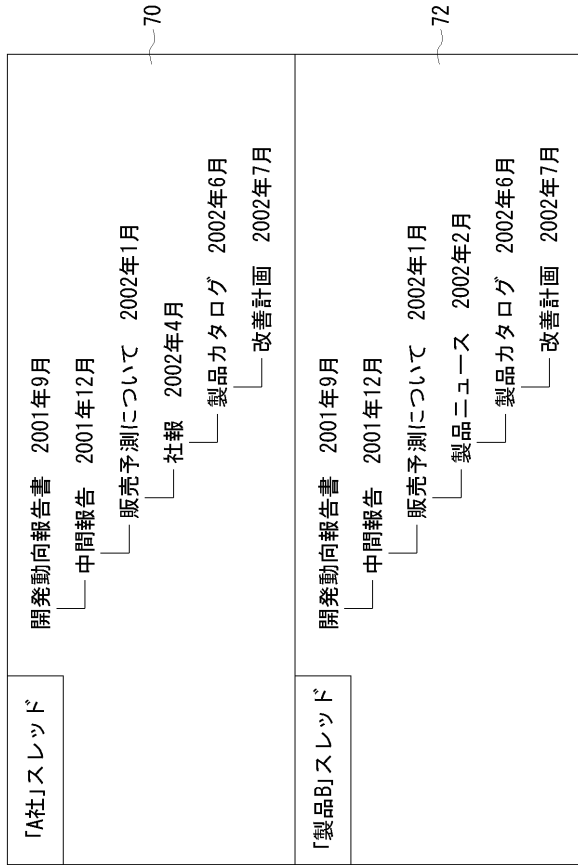 「A社」スレッド
開発動向報告書 2001年9月
中間報告 2001年12月
販売予測について 2002年1月
社報 2002年4月
製品カタログ 2002年6月
改善計画 2002年7月
70
「製品B」スレッド
開発動向報告書 2001年9月
中間報告 2001年12月
販売予測について 2002年1月
製品ニュース 2002年2月
製品カタログ 2002年6月
改善計画 2002年7月
72